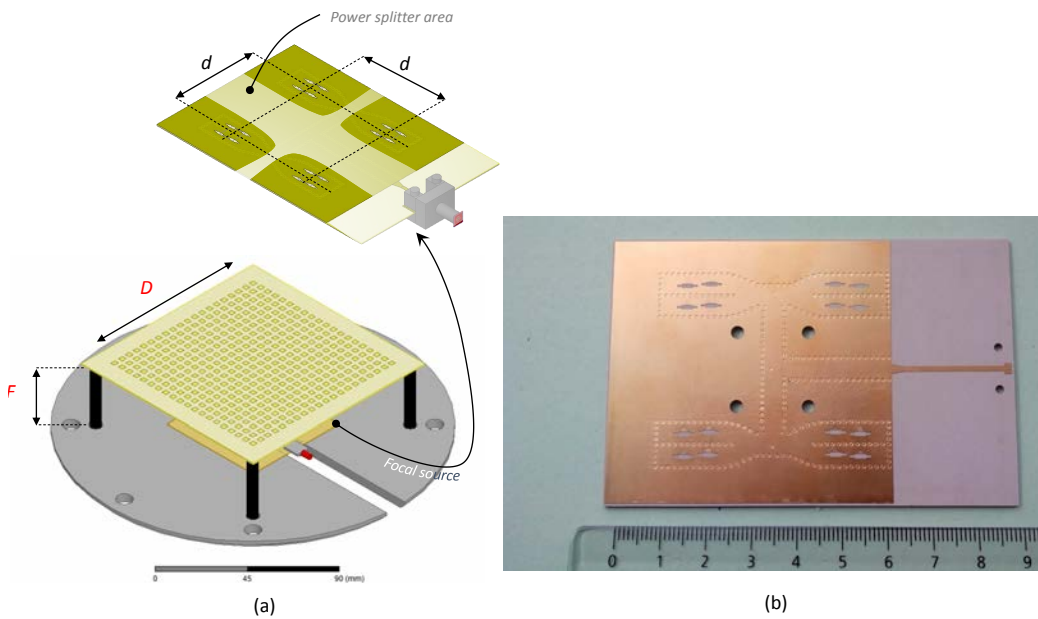 Power splitter area
d
d
D
F
Focal source
0 45 90 (mm)
(a)
0 1 2 3 4 5 6 7 8 9
(b)